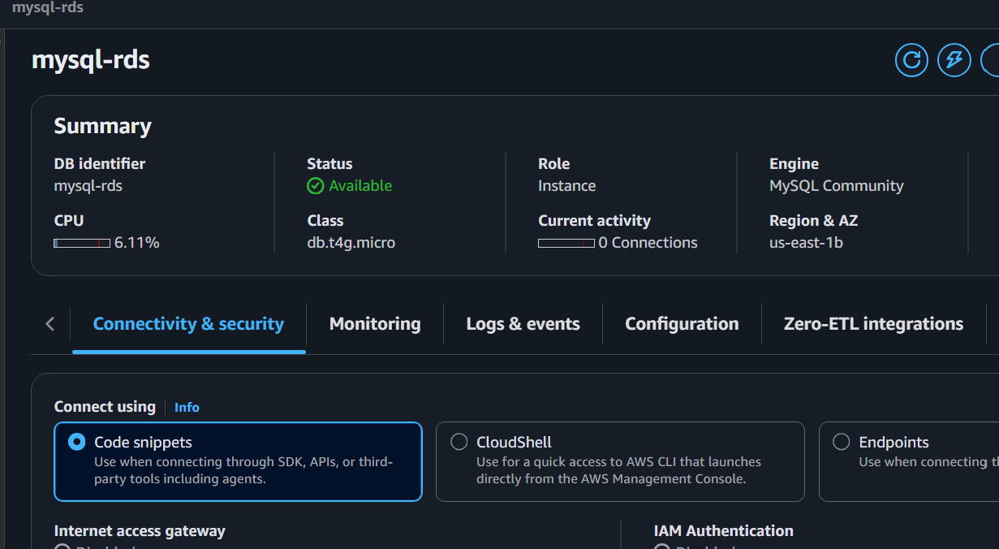 mysql-rds
mysql-rds
Summary
DB identifier
mysql-rds
Status
Available
Role
Instance
Engine
MySQL Community
CPU
6.11%
Class
db.t4g.micro
Current activity
0 Connections
Region & AZ
us-east-1b
Connectivity & security
Monitoring
Logs & events
Configuration
Zero-ETL integrations
Connect using
Info
Code snippets
Use when connecting through SDK, APIs, or third-
party tools including agents.
CloudShell
Use for a quick access to AWS CLI that launches
directly from the AWS Management Console.
Endpoints
Use when connecting
Internet access gateway
IAM Authentication